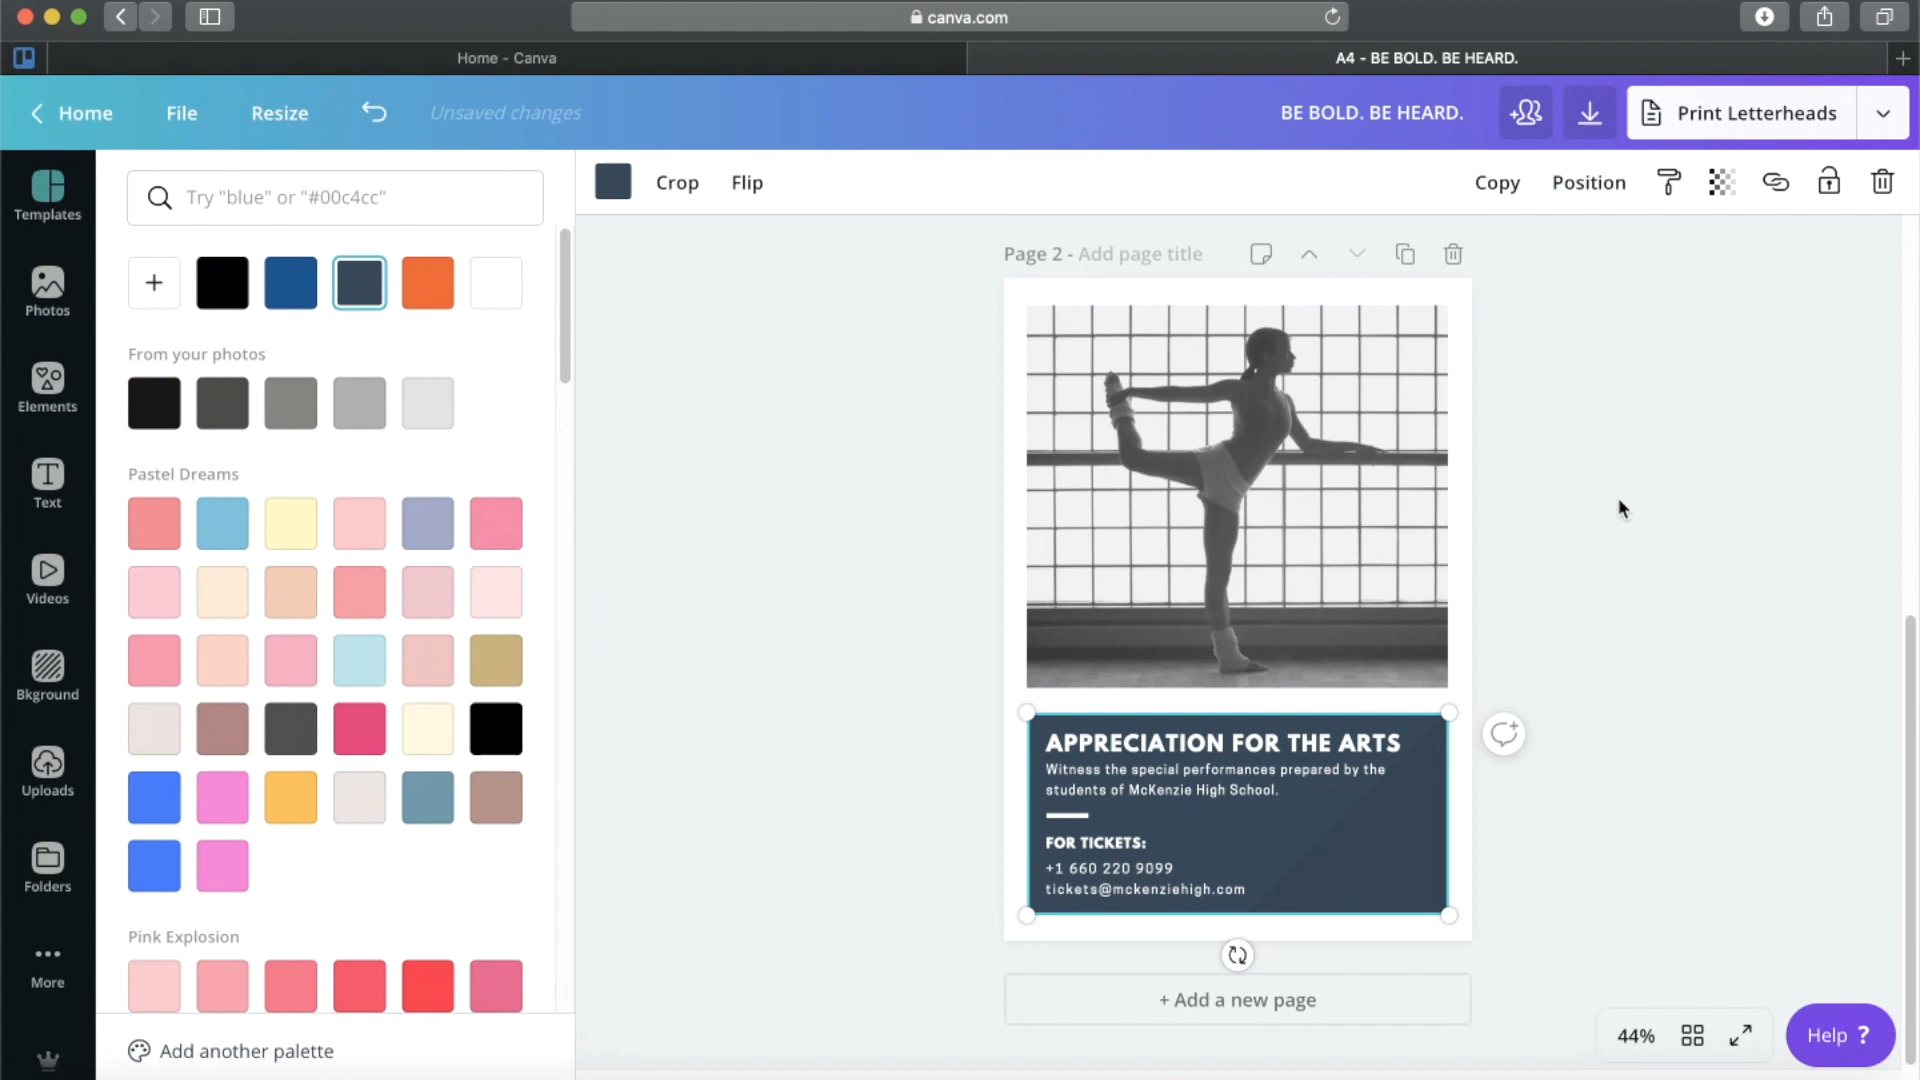 canva.com
Home - Canva
A4 - BE BOLD. BE HEARD.
Home
File
Resize
Unsaved changes
BE BOLD. BE HEARD.
Print Letterheads
Templates
Photos
Elements
Text
Videos
Bkground
Uploads
Folders
More
Try "blue" or "#00c4cc"
From your photos
Pastel Dreams
Pink Explosion
Add another palette
Crop
Flip
Copy
Position
Page 2 - Add page title
APPRECIATION FOR THE ARTS
Witness the special performances prepared by the
students of McKenzie High School.
FOR TICKETS:
+1 660 220 9099
tickets@mckenziehigh.com
+ Add a new page
44%
Help ?